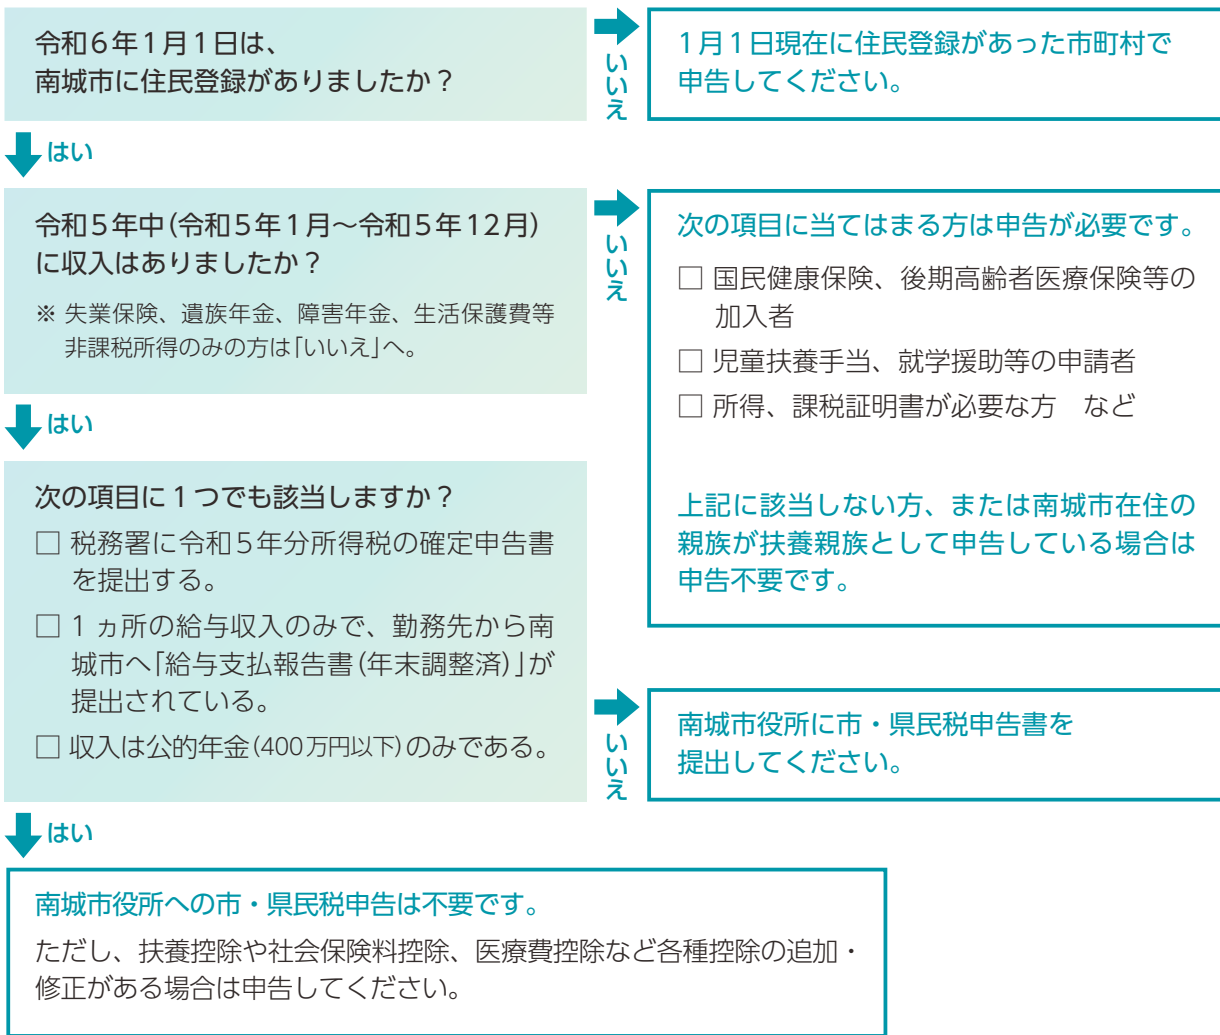 令和6年1月1日は、
南城市に住民登録がありましたか？
いいえ
1月1日現在に住民登録があった市町村で
申告してください。
はい
令和5年中(令和5年1月～令和5年12月)
に収入はありましたか？
※ 失業保険、遺族年金、障害年金、生活保護費等
非課税所得のみの方は「いいえ」へ。
いいえ
次の項目に当てはまる方は申告が必要です。
□ 国民健康保険、後期高齢者医療保険等の
加入者
□ 児童扶養手当、就学援助等の申請者
□ 所得、課税証明書が必要な方　など
上記に該当しない方、または南城市在住の
親族が扶養親族として申告している場合は
申告不要です。
はい
次の項目に1つでも該当しますか？
□ 税務署に令和5年分所得税の確定申告書
を提出する。
□ 1ヵ所の給与収入のみで、勤務先から南
城市へ「給与支払報告書(年末調整済)」が
提出されている。
□ 収入は公的年金(400万円以下)のみである。
いいえ
南城市役所に市・県民税申告書を
提出してください。
はい
南城市役所への市・県民税申告は不要です。
ただし、扶養控除や社会保険料控除、医療費控除など各種控除の追加・
修正がある場合は申告してください。